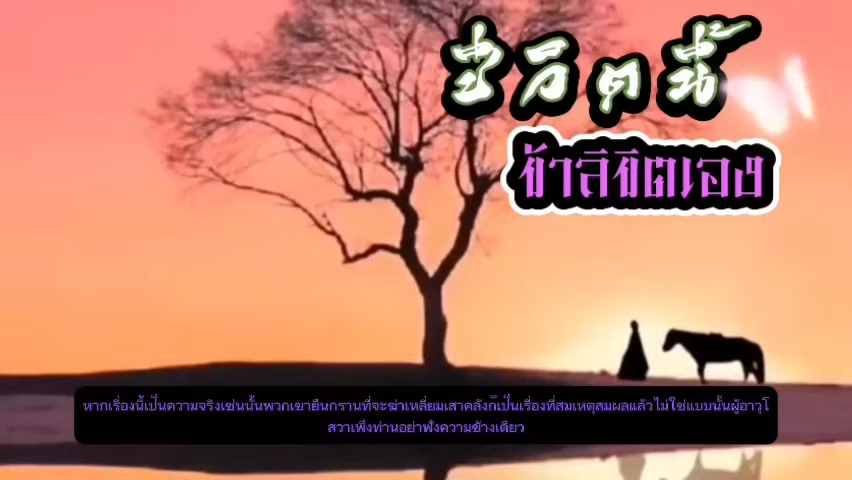 ชีวิตนี้
ข้าลิขิตเอง
หากเรื่องนี้เป็นความจริงเช่นนั้นพวกเขายืนกรานที่จะฆ่าเหลี่ยมเสาคลังก็เป็นเรื่องที่สมเหตุสมผลแล้วไม่ใช่แบบนั้นผู้อาวุโ
สวาเฟิงท่านอย่าฟังความข้างเดียว